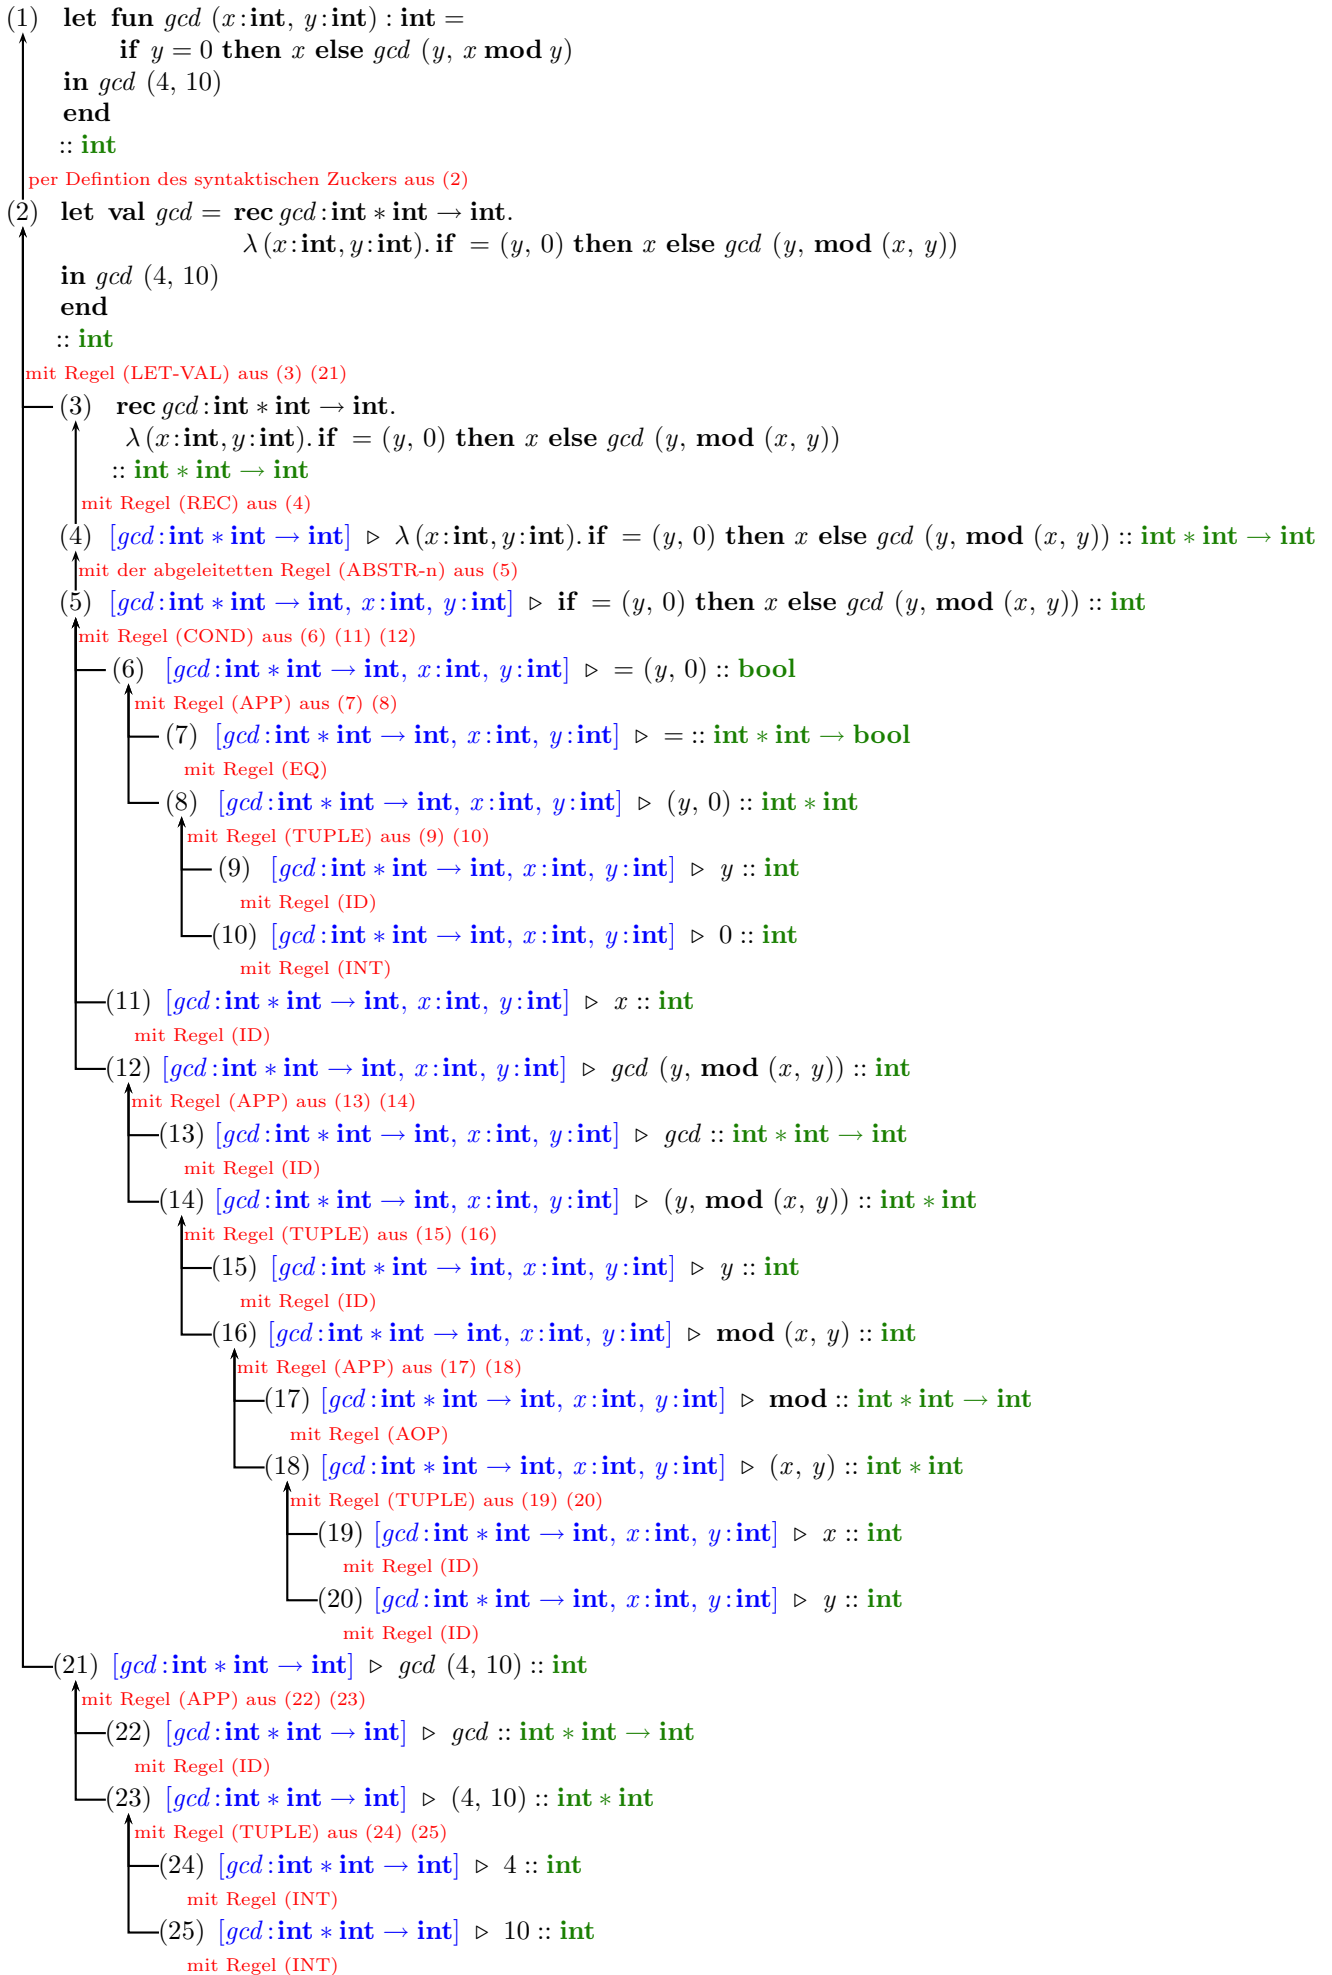 (1) let fun gcd (x : int, y : int) : int =
if y = 0 then x else gcd (y, x mod y)
in gcd (4, 10)
end
:: int
per Defintion des syntaktischen Zuckers aus (2)
(2) let val gcd = rec gcd : int ∗ int → int.
λ (x : int, y : int). if = (y, 0) then x else gcd (y, mod (x, y))
in gcd (4, 10)
end
:: int
mit Regel (LET-VAL) aus (3) (21)
(3) rec gcd : int ∗ int → int.
λ (x : int, y : int). if = (y, 0) then x else gcd (y, mod (x, y))
:: int ∗ int → int
mit Regel (REC) aus (4)
(4) [gcd : int ∗ int → int] ▹ λ (x : int, y : int). if = (y, 0) then x else gcd (y, mod (x, y)) :: int ∗ int → int
mit der abgeleitetten Regel (ABSTR-n) aus (5)
(5) [gcd : int ∗ int → int, x : int, y : int] ▹ if = (y, 0) then x else gcd (y, mod (x, y)) :: int
mit Regel (COND) aus (6) (11) (12)
(6) [gcd : int ∗ int → int, x : int, y : int] ▹ = (y, 0) :: bool
mit Regel (APP) aus (7) (8)
(7) [gcd : int ∗ int → int, x : int, y : int] ▹ = :: int ∗ int → bool
mit Regel (EQ)
(8) [gcd : int ∗ int → int, x : int, y : int] ▹ (y, 0) :: int ∗ int
mit Regel (TUPLE) aus (9) (10)
(9) [gcd : int ∗ int → int, x : int, y : int] ▹ y :: int
mit Regel (ID)
(10) [gcd : int ∗ int → int, x : int, y : int] ▹ 0 :: int
mit Regel (INT)
(11) [gcd : int ∗ int → int, x : int, y : int] ▹ x :: int
mit Regel (ID)
(12) [gcd : int ∗ int → int, x : int, y : int] ▹ gcd (y, mod (x, y)) :: int
mit Regel (APP) aus (13) (14)
(13) [gcd : int ∗ int → int, x : int, y : int] ▹ gcd :: int ∗ int → int
mit Regel (ID)
(14) [gcd : int ∗ int → int, x : int, y : int] ▹ (y, mod (x, y)) :: int ∗ int
mit Regel (TUPLE) aus (15) (16)
(15) [gcd : int ∗ int → int, x : int, y : int] ▹ y :: int
mit Regel (ID)
(16) [gcd : int ∗ int → int, x : int, y : int] ▹ mod (x, y) :: int
mit Regel (APP) aus (17) (18)
(17) [gcd : int ∗ int → int, x : int, y : int] ▹ mod :: int ∗ int → int
mit Regel (AOP)
(18) [gcd : int ∗ int → int, x : int, y : int] ▹ (x, y) :: int ∗ int
mit Regel (TUPLE) aus (19) (20)
(19) [gcd : int ∗ int → int, x : int, y : int] ▹ x :: int
mit Regel (ID)
(20) [gcd : int ∗ int → int, x : int, y : int] ▹ y :: int
mit Regel (ID)
(21) [gcd : int ∗ int → int] ▹ gcd (4, 10) :: int
mit Regel (APP) aus (22) (23)
(22) [gcd : int ∗ int → int] ▹ gcd :: int ∗ int → int
mit Regel (ID)
(23) [gcd : int ∗ int → int] ▹ (4, 10) :: int ∗ int
mit Regel (TUPLE) aus (24) (25)
(24) [gcd : int ∗ int → int] ▹ 4 :: int
mit Regel (INT)
(25) [gcd : int ∗ int → int] ▹ 10 :: int
mit Regel (INT)